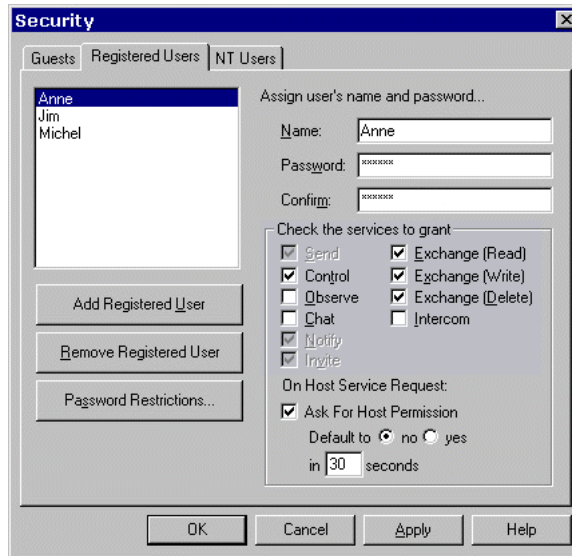 Security
Guests Registered Users NT Users
Anne
Jim
Michel
Add Registered User
Remove Registered User
Password Restrictions...
Assign user's name and password...
Name: Anne
Password: ******
Confirm: ******
Check the services to grant
Send Exchange (Read)
Control Exchange (Write)
Observe Exchange (Delete)
Chat Intercom
Notify
Invite
On Host Service Request:
Ask For Host Permission
Default to no yes
in 30 seconds
OK Cancel Apply Help